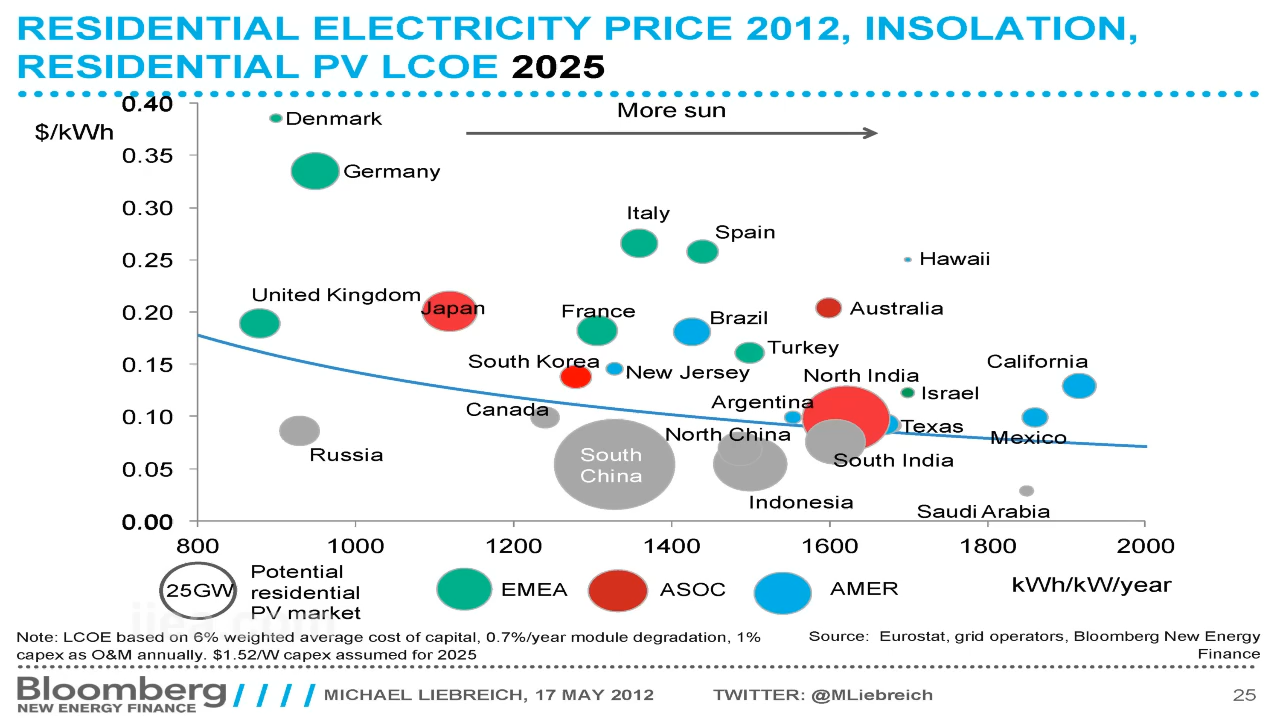 RESIDENTIAL ELECTRICITY PRICE 2012, INSOLATION,
RESIDENTIAL PV LCOE 2025
0.40
More sun
$/kWh
Denmark
0.35
Germany
0.30
Italy
Spain
0.25
Hawaii
United Kingdom
Japan
0.20
France
Brazil
Australia
0.15
South Korea
New Jersey
Turkey
North India
California
Israel
0.10
Canada
Argentina
Texas
Mexico
North China
Russia
0.05
South
China
South India
Indonesia
Saudi Arabia
0.00
800
1000
1200
1400
1600
1800
2000
25GW
Potential
residential
PV market
EMEA
ASOC
AMER
kWh/kW/year
Note: LCOE based on 6% weighted average cost of capital, 0.7%/year module degradation, 1%
capex as O&M annually. $1.52/W capex assumed for 2025
Source: Eurostat, grid operators, Bloomberg New Energy
Finance
Bloomberg
NEW ENERGY FINANCE
//// MICHAEL LIEBREICH, 17 MAY 2012
TWITTER: @MLiebreich
25